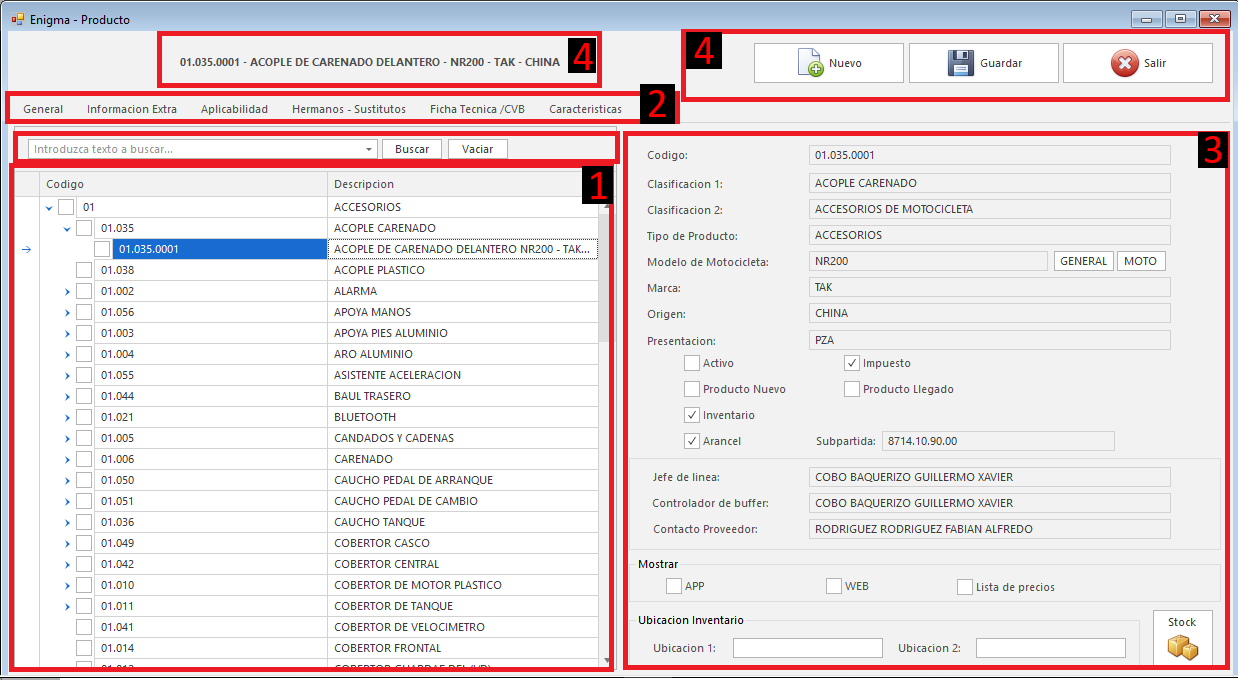 Enigma - Producto
01.035.0001 - ACOPLE DE CARENADO DELANTERO - NR200 - TAK - CHINA
4
4
Nuevo
Guardar
Salir
General Informacion Extra Aplicabilidad Hermanos - Sustitutos Ficha Tecnica /CVB Caracteristicas
2
Introduzca texto a buscar...
Buscar
Vaciar
1
Codigo Descripcion
01 ACCESORIOS
01.035 ACOPLE CARENADO
01.035.0001 ACOPLE DE CARENADO DELANTERO NR200 - TAK...
01.038 ACOPLE PLASTICO
01.002 ALARMA
01.056 APOYA MANOS
01.003 APOYA PIES ALUMINIO
01.004 ARO ALUMINIO
01.055 ASISTENTE ACELERACION
01.044 BAUL TRASERO
01.021 BLUETOOTH
01.005 CANDADOS Y CADENAS
01.006 CARENADO
01.050 CAUCHO PEDAL DE ARRANQUE
01.051 CAUCHO PEDAL DE CAMBIO
01.036 CAUCHO TANQUE
01.049 COBERTOR CASCO
01.042 COBERTOR CENTRAL
01.010 COBERTOR DE MOTOR PLASTICO
01.011 COBERTOR DE TANQUE
01.041 COBERTOR DE VELOCIMETRO
01.014 COBERTOR FRONTAL
3
Codigo: 01.035.0001
Clasificacion 1: ACOPLE CARENADO
Clasificacion 2: ACCESORIOS DE MOTOCICLETA
Tipo de Producto: ACCESORIOS
Modelo de Motocicleta: NR200 GENERAL MOTO
Marca: TAK
Origen: CHINA
Presentacion: PZA
Activo Impuesto
Producto Nuevo Producto Llegado
Inventario
Arancel Subpartida: 8714.10.90.00
Jefe de linea: COBO BAQUERIZO GUILLERMO XAVIER
Controlador de buffer: COBO BAQUERIZO GUILLERMO XAVIER
Contacto Proveedor: RODRIGUEZ RODRIGUEZ FABIAN ALFREDO
Mostrar
APP WEB Lista de precios
Ubicacion Inventario
Ubicacion 1: Ubicacion 2:
Stock